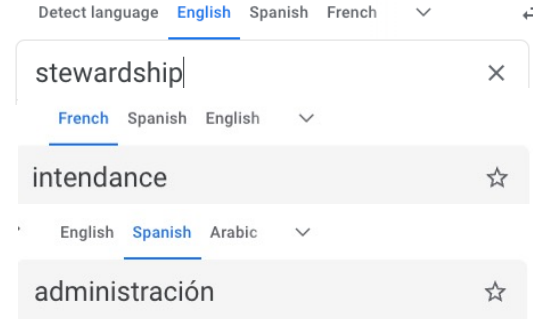 Detect language English Spanish French
stewardship
French Spanish English
intendance
English Spanish Arabic
administración